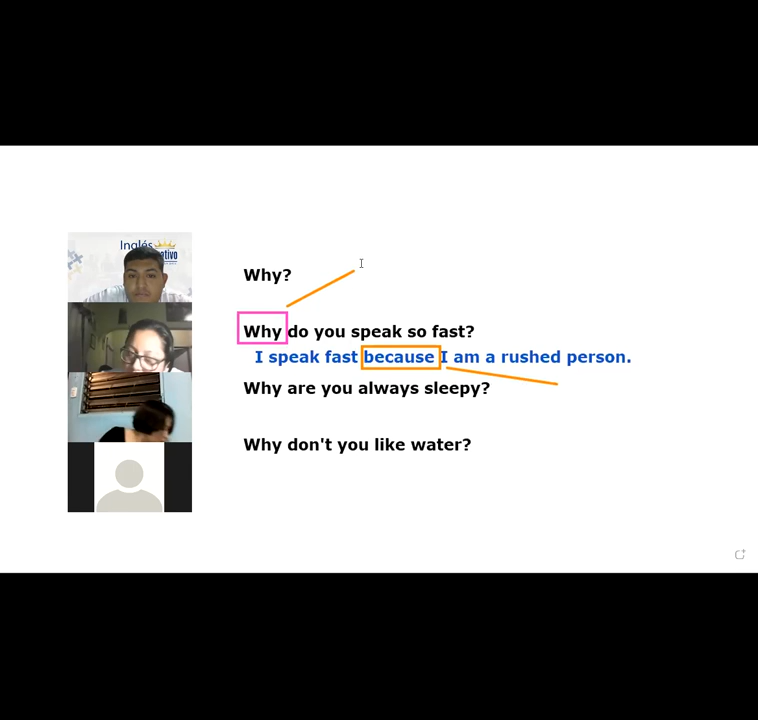 Inglés
Why?
Why do you speak so fast?
I speak fast because I am a rushed person.
Why are you always sleepy?
Why don't you like water?